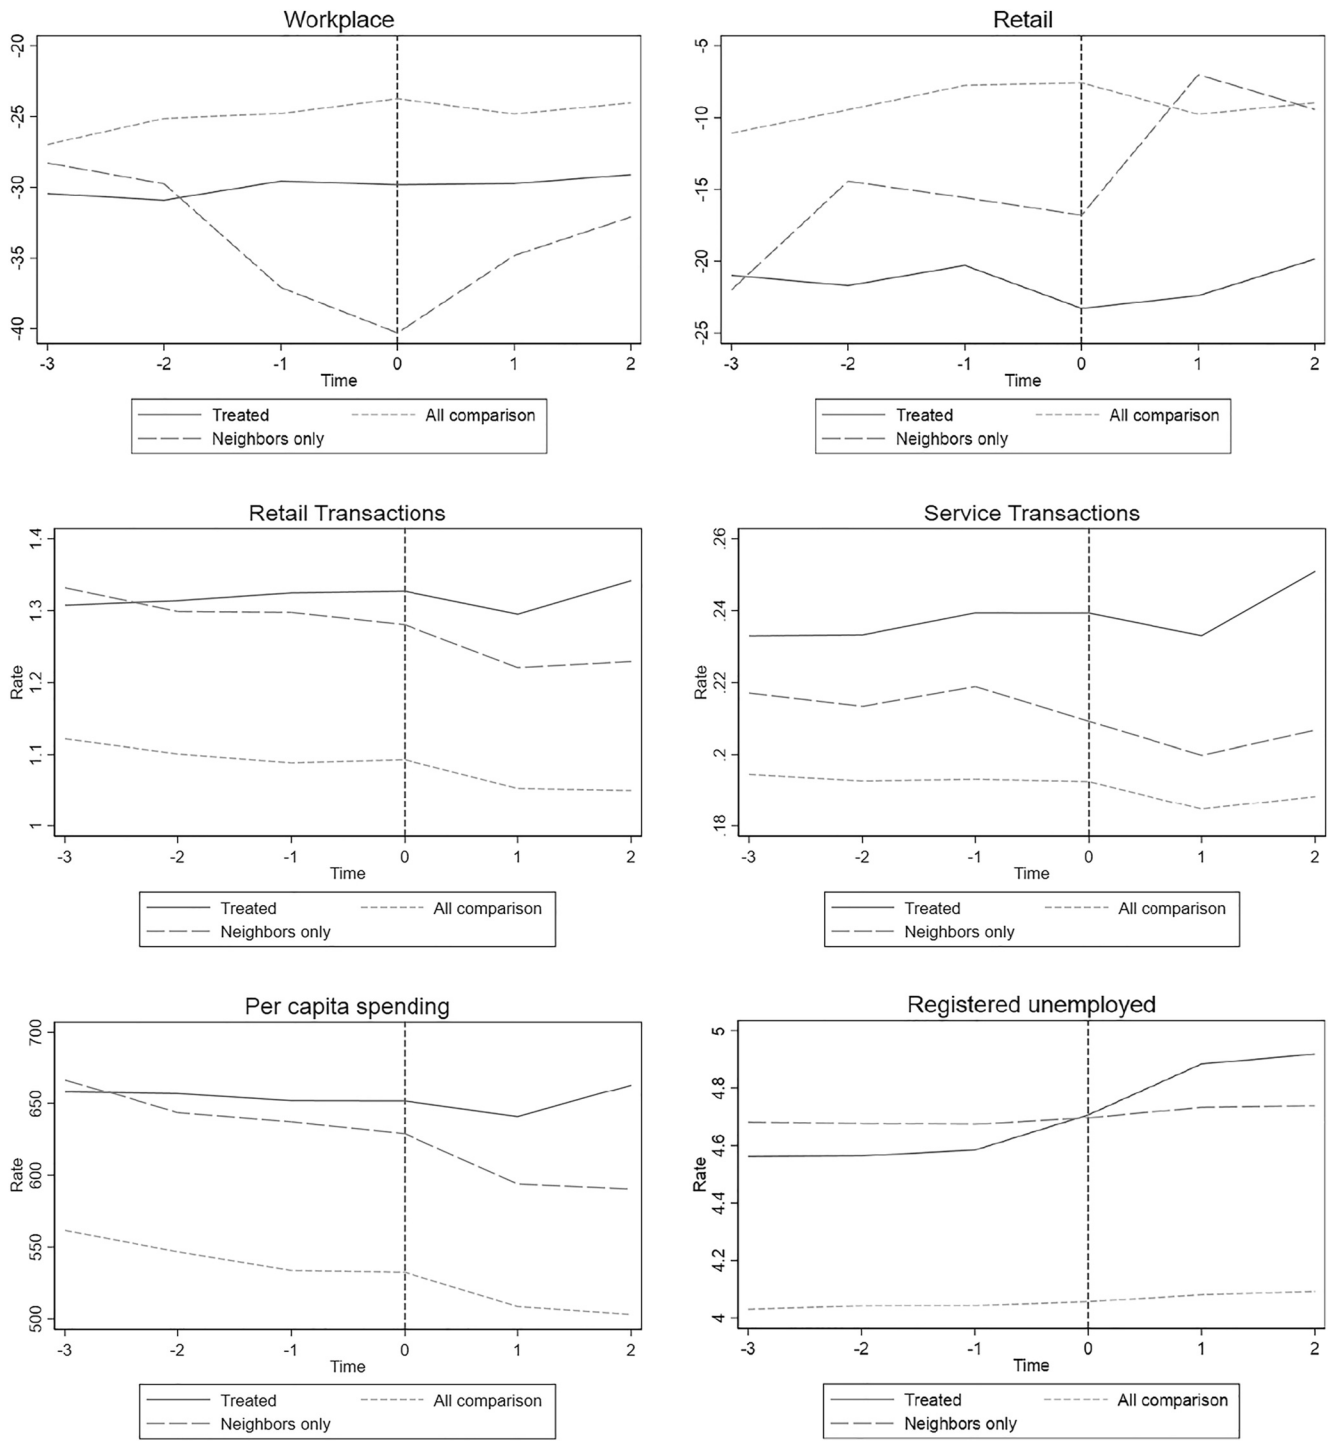 Workplace
-20
-25
-30
-35
-40
-3 -2 -1 0 1 2
Time
Treated All comparison
Neighbors only
Retail
-5
-10
-15
-20
-25
-3 -2 -1 0 1 2
Time
Treated All comparison
Neighbors only
Retail Transactions
Rate
1.4
1.3
1.2
1.1
1
-3 -2 -1 0 1 2
Time
Treated All comparison
Neighbors only
Service Transactions
Rate
.26
.24
.22
.2
.18
-3 -2 -1 0 1 2
Time
Treated All comparison
Neighbors only
Per capita spending
Rate
700
650
600
550
500
-3 -2 -1 0 1 2
Time
Treated All comparison
Neighbors only
Registered unemployed
Rate
5
4.8
4.6
4.4
4.2
4
-3 -2 -1 0 1 2
Time
Treated All comparison
Neighbors only